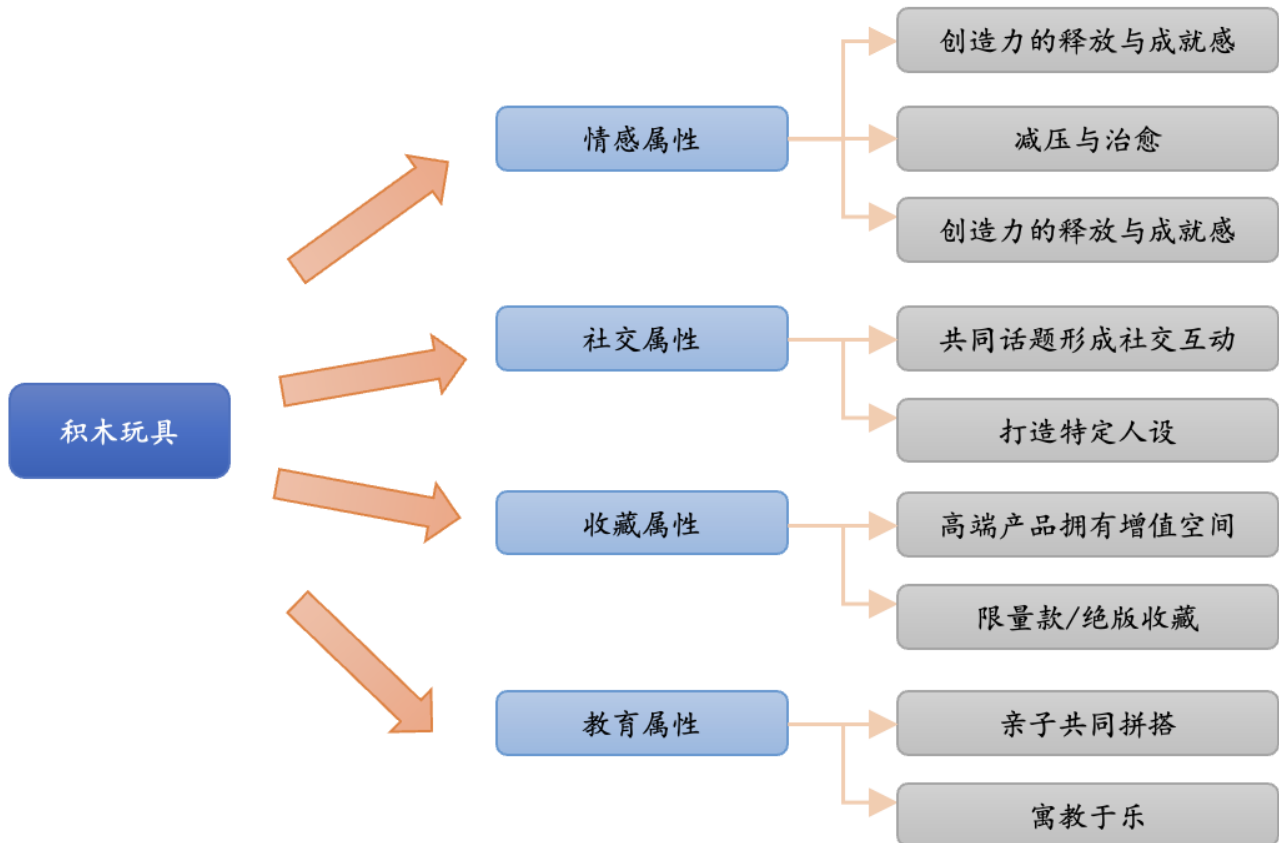 积木玩具
情感属性
创造力的释放与成就感
减压与治愈
创造力的释放与成就感
社交属性
共同话题形成社交互动
打造特定人设
收藏属性
高端产品拥有增值空间
限量款/绝版收藏
教育属性
亲子共同拼搭
寓教于乐